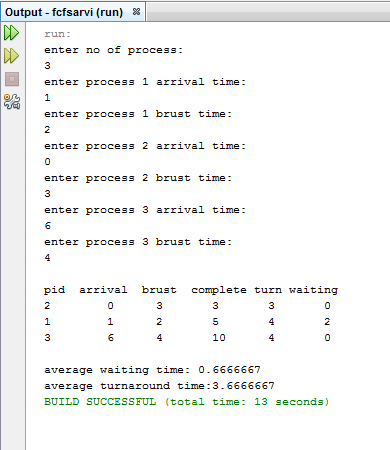 Output - fcfsarvi (run)
run:
enter no of process:
3
enter process 1 arrival time:
1
enter process 1 brust time:
2
enter process 2 arrival time:
0
enter process 2 brust time:
3
enter process 3 arrival time:
6
enter process 3 brust time:
4
pid arrival brust complete turn waiting
2 0 3 3 3 0
1 1 2 5 4 2
3 6 4 10 4 0
average waiting time: 0.6666667
average turnaround time:3.6666667
BUILD SUCCESSFUL (total time: 13 seconds)